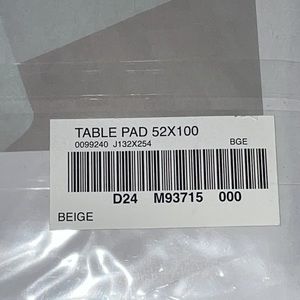 TABLE PAD 52X100
0099240 J132X254 BGE
D24 M93715 000
BEIGE